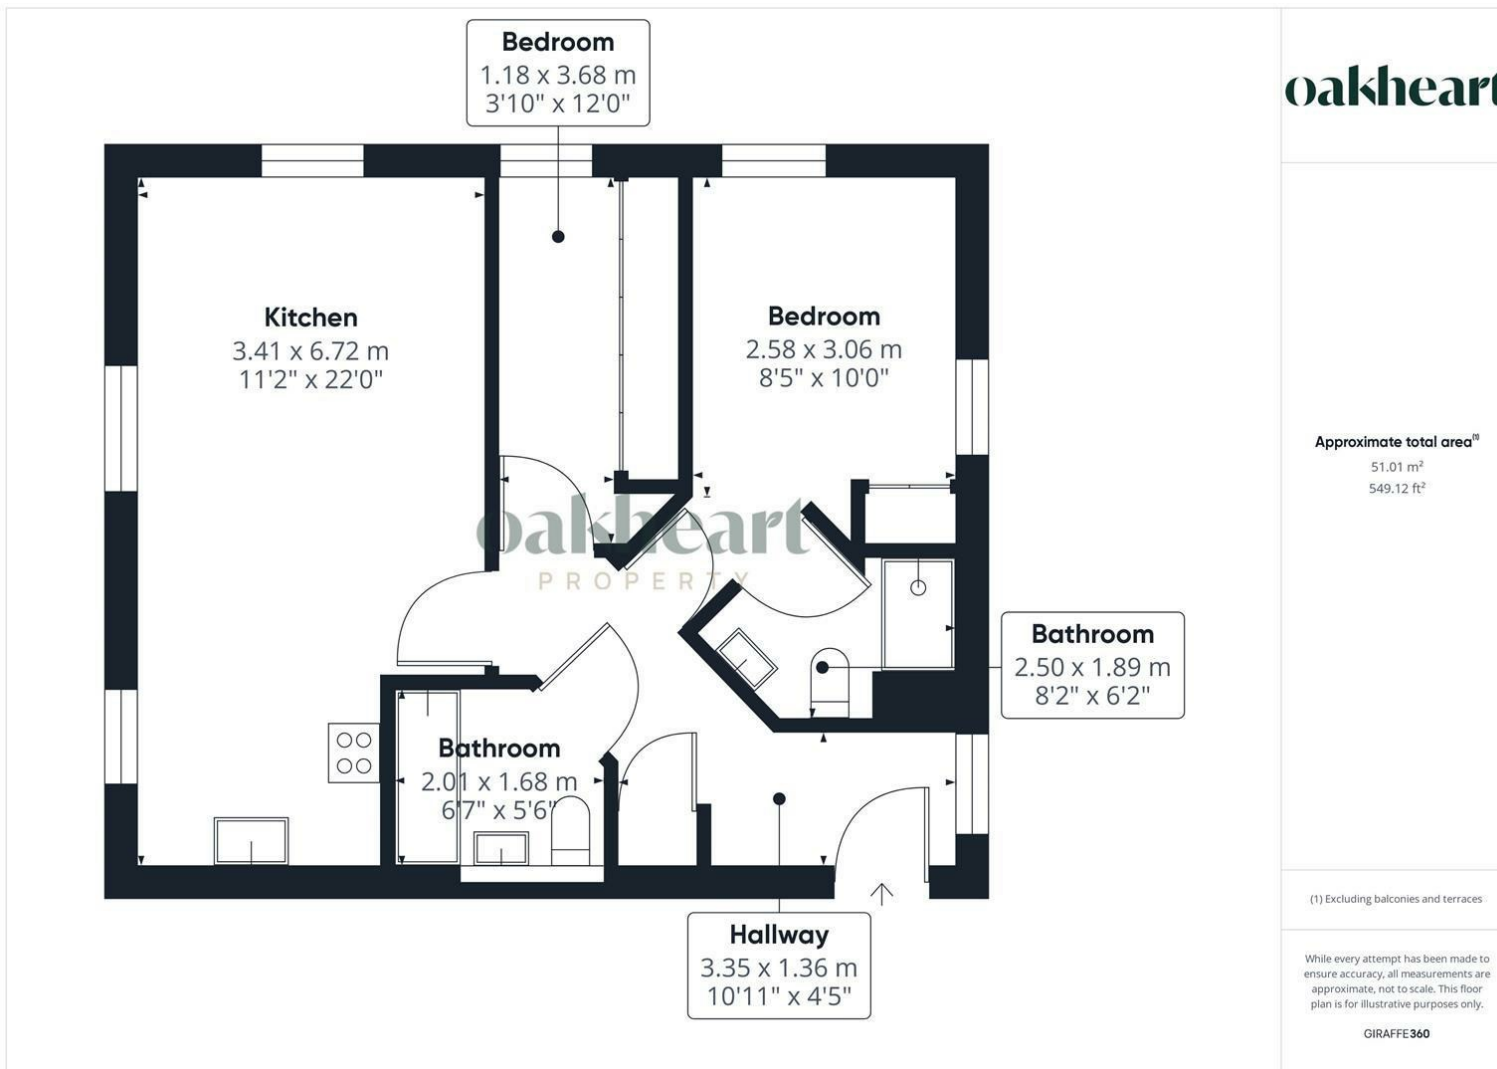 Bedroom
1.18 x 3.68 m
3'10" x 12'0"
oakheart
Kitchen
3.41 x 6.72 m
11'2" x 22'0"
Bedroom
2.58 x 3.06 m
8'5" x 10'0"
Approximate total area(1)
51.01 m²
549.12 ft²
oakheart
PROPERTY
Bathroom
2.50 x 1.89 m
8'2" x 6'2"
Bathroom
2.01 x 1.68 m
6'7" x 5'6"
Hallway
3.35 x 1.36 m
10'11" x 4'5"
(1) Excluding balconies and terraces
While every attempt has been made to
ensure accuracy, all measurements are
approximate, not to scale. This floor
plan is for illustrative purposes only.
GIRAFFE360